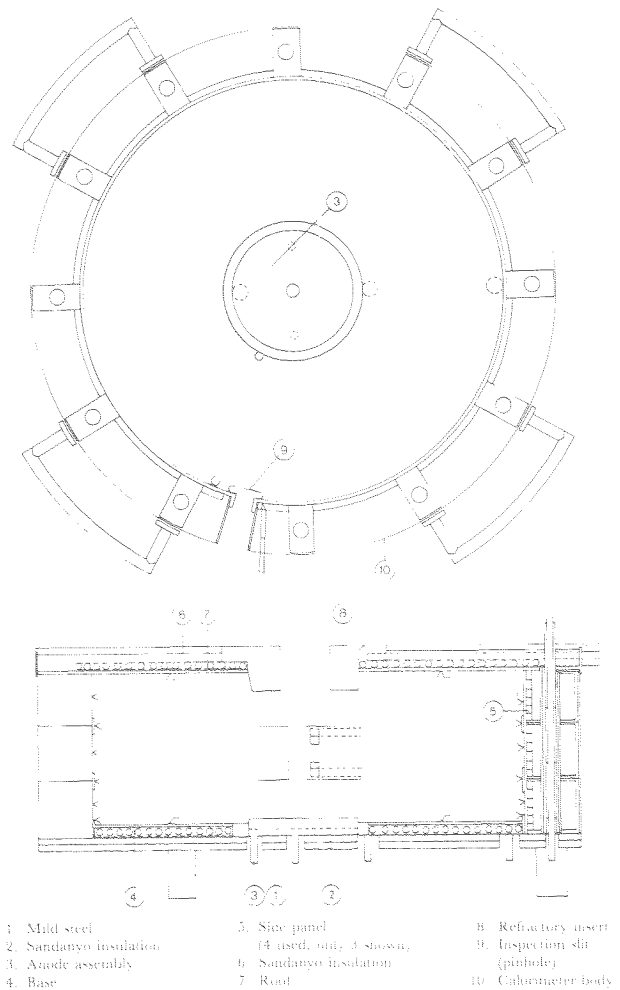 3
9
10
6 7 8
5
4 3 1 2
1 Mild steel
2. Sandanyo insulation
3. Anode assembly
4. Base
5. Side panel
(4 used, only 3 shown)
6 Sandanyo insulation
7 Roof
8 Refractory insert
9. Inspection slit
(pinhole)
10 Calorimeter body